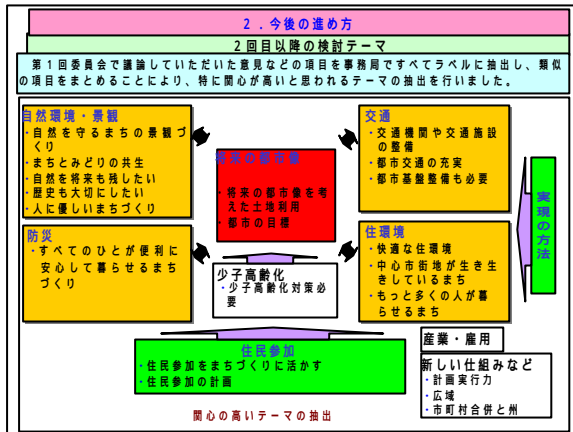 ２．今後の進め方
２回目以降の検討テーマ
第１回委員会で議論していただいた意見などの項目を事務局ですべてラベルに抽出し、類似
の項目をまとめることにより、特に関心が高いと思われるテーマの抽出を行いました。
自然環境・景観
・自然を守るまちの景観づ
くり
・まちとみどりの共生
・自然を将来も残したい
・歴史も大切にしたい
・人に優しいまちづくり
交通
・交通機関や交通施設
の整備
・都市交通の充実
・都市基盤整備も必要
将来の都市像
・将来の都市像を考
えた土地利用
・都市の目標
実現の方法
防災
・すべてのひとが便利に
安心して暮らせるまち
づくり
住環境
・快適な住環境
・中心市街地が生き生
きしているまち
・もっと多くの人が暮
らせるまち
少子高齢化
・少子高齢化対策必
要
住民参加
・住民参加をまちづくりに活かす
・住民参加の計画
産業・雇用
新しい仕組みなど
・計画実行力
・広域
・市町村合併と州
関心の高いテーマの抽出